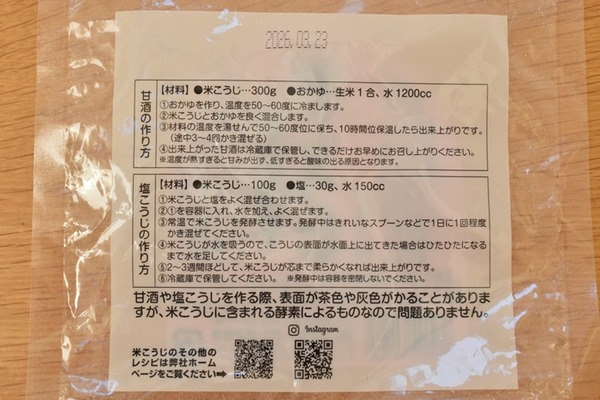 2026.03.23
甘酒の作り方
【材料】●米こうじ…300g ●おかゆ…生米1合、水1200cc
①おかゆを作り、温度を50～60度に冷まします。
②米こうじとおかゆを良く混合します。
③材料の温度を湯せんで50～60度位に保ち、10時間位保温したら出来上がりです。
（途中3～4回かき混ぜる）
④出来上がった甘酒は冷蔵庫で保管し、できるだけお早めにお召し上がりください。
※温度が熱すぎると甘みが出ず、低すぎると酸味の出る原因となります。
塩こうじの作り方
【材料】●米こうじ…100g ●塩…30g、水150cc
①米こうじと塩をよく混ぜ合わせます。
②①を容器に入れ、水を加え、よく混ぜます。
③常温で米こうじを発酵させます。発酵中はきれいなスプーンなどで1日に1回程度
かき混ぜてください。
④米こうじが水を吸うので、こうじの表面が水面上に出てきた場合はひたひたになる
まで水を足してください。
⑤2～3週間ほどして、米こうじが芯まで柔らかくなれば出来上がりです。
⑥冷蔵庫で保管してください。 ※発酵中は容器を密閉しないでください。
甘酒や塩こうじを作る際、表面が茶色や灰色がかることがありま
すが、米こうじに含まれる酵素によるものなので問題ありません。
Instagram
米こうじのその他の
レシピは弊社ホーム
ページをご覧ください➡